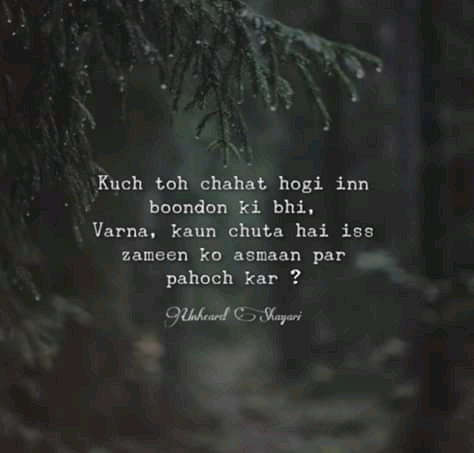 Kuch toh chahat hogi inn
boondon ki bhi,
Varna, kaun chuta hai iss
zameen ko asmaan par
pahoch kar ?
Unheard Shayari